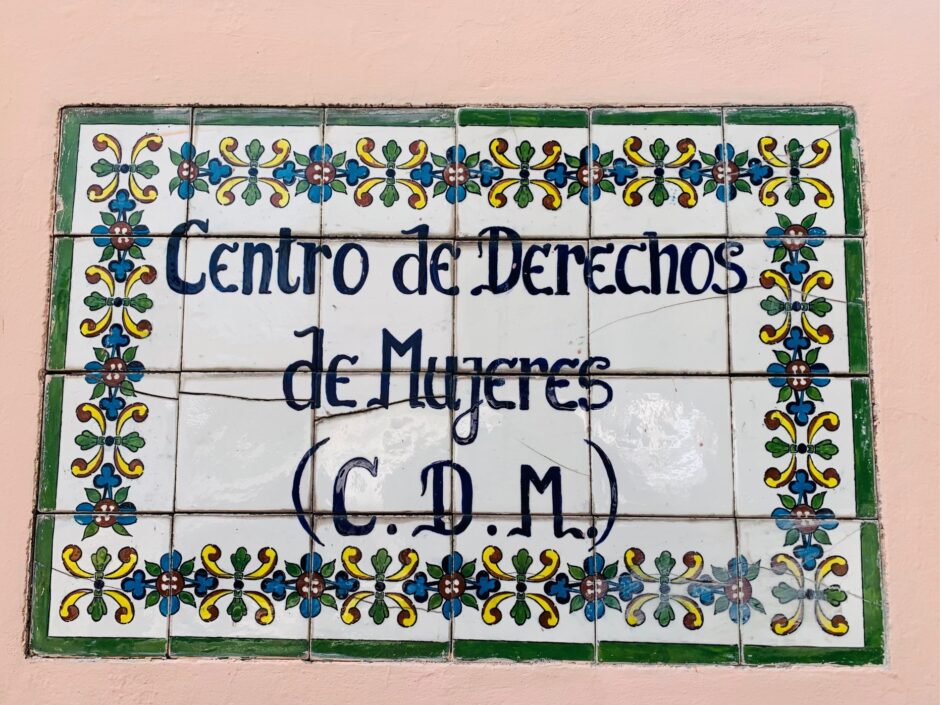 Centro de Derechos
de Mujeres
(C.D.M.)